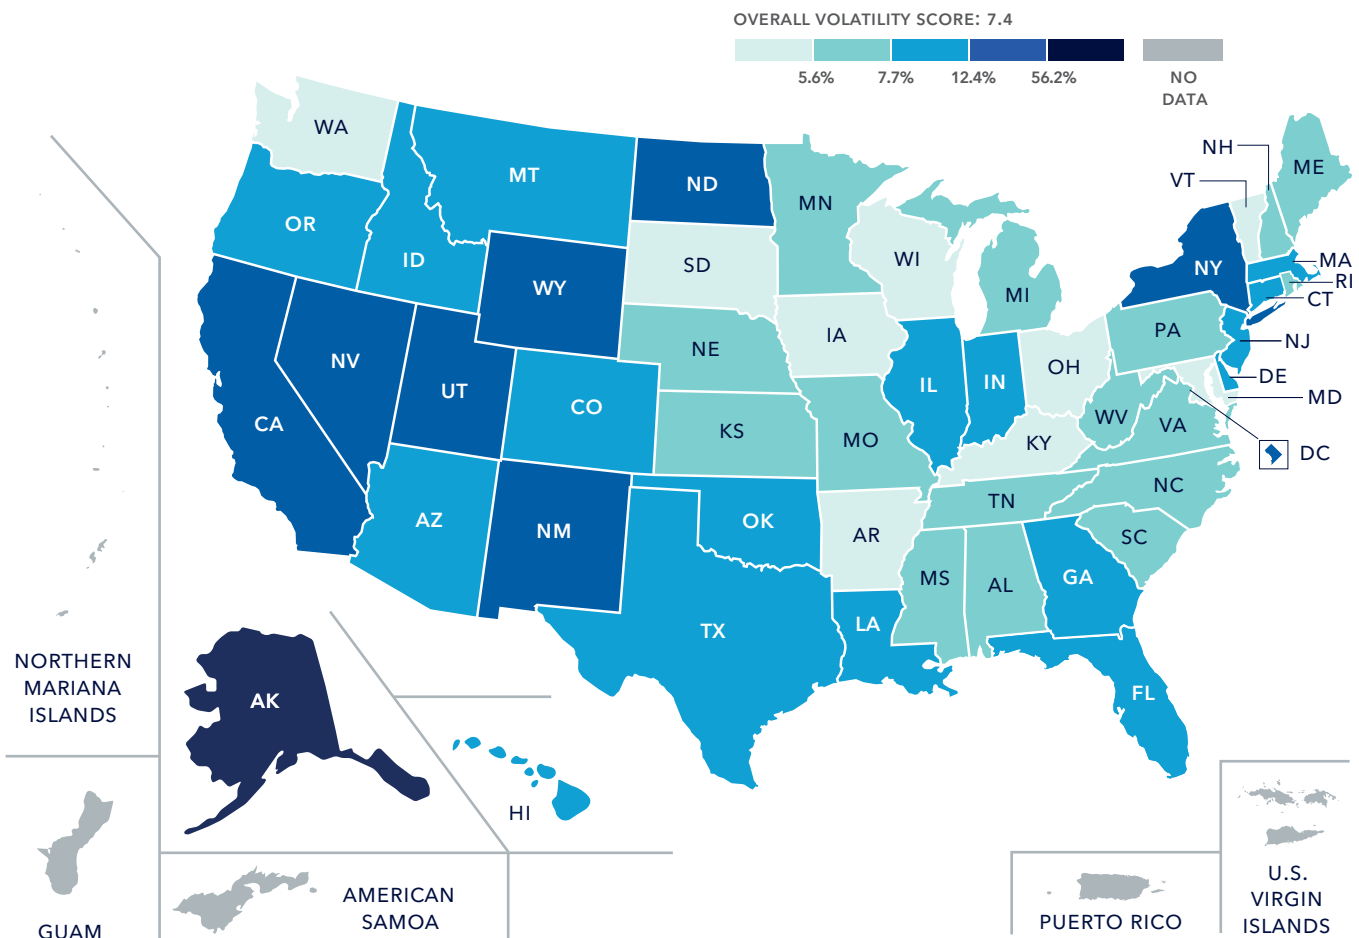 OVERALL VOLATILITY SCORE: 7.4
5.6% 7.7% 12.4% 56.2% NO DATA
WA
MT
ND
MN
NH
ME
VT
OR
ID
SD
WI
MI
NY
MA
RI
CT
WY
NE
IA
PA
NJ
NV
UT
CO
IL
IN
OH
DE
MD
CA
KS
MO
KY
WV
VA
DC
AZ
NM
OK
AR
TN
NC
SC
MS
AL
GA
TX
LA
FL
AK
HI
NORTHERN
MARIANA
ISLANDS
GUAM
AMERICAN
SAMOA
PUERTO RICO
U.S.
VIRGIN
ISLANDS